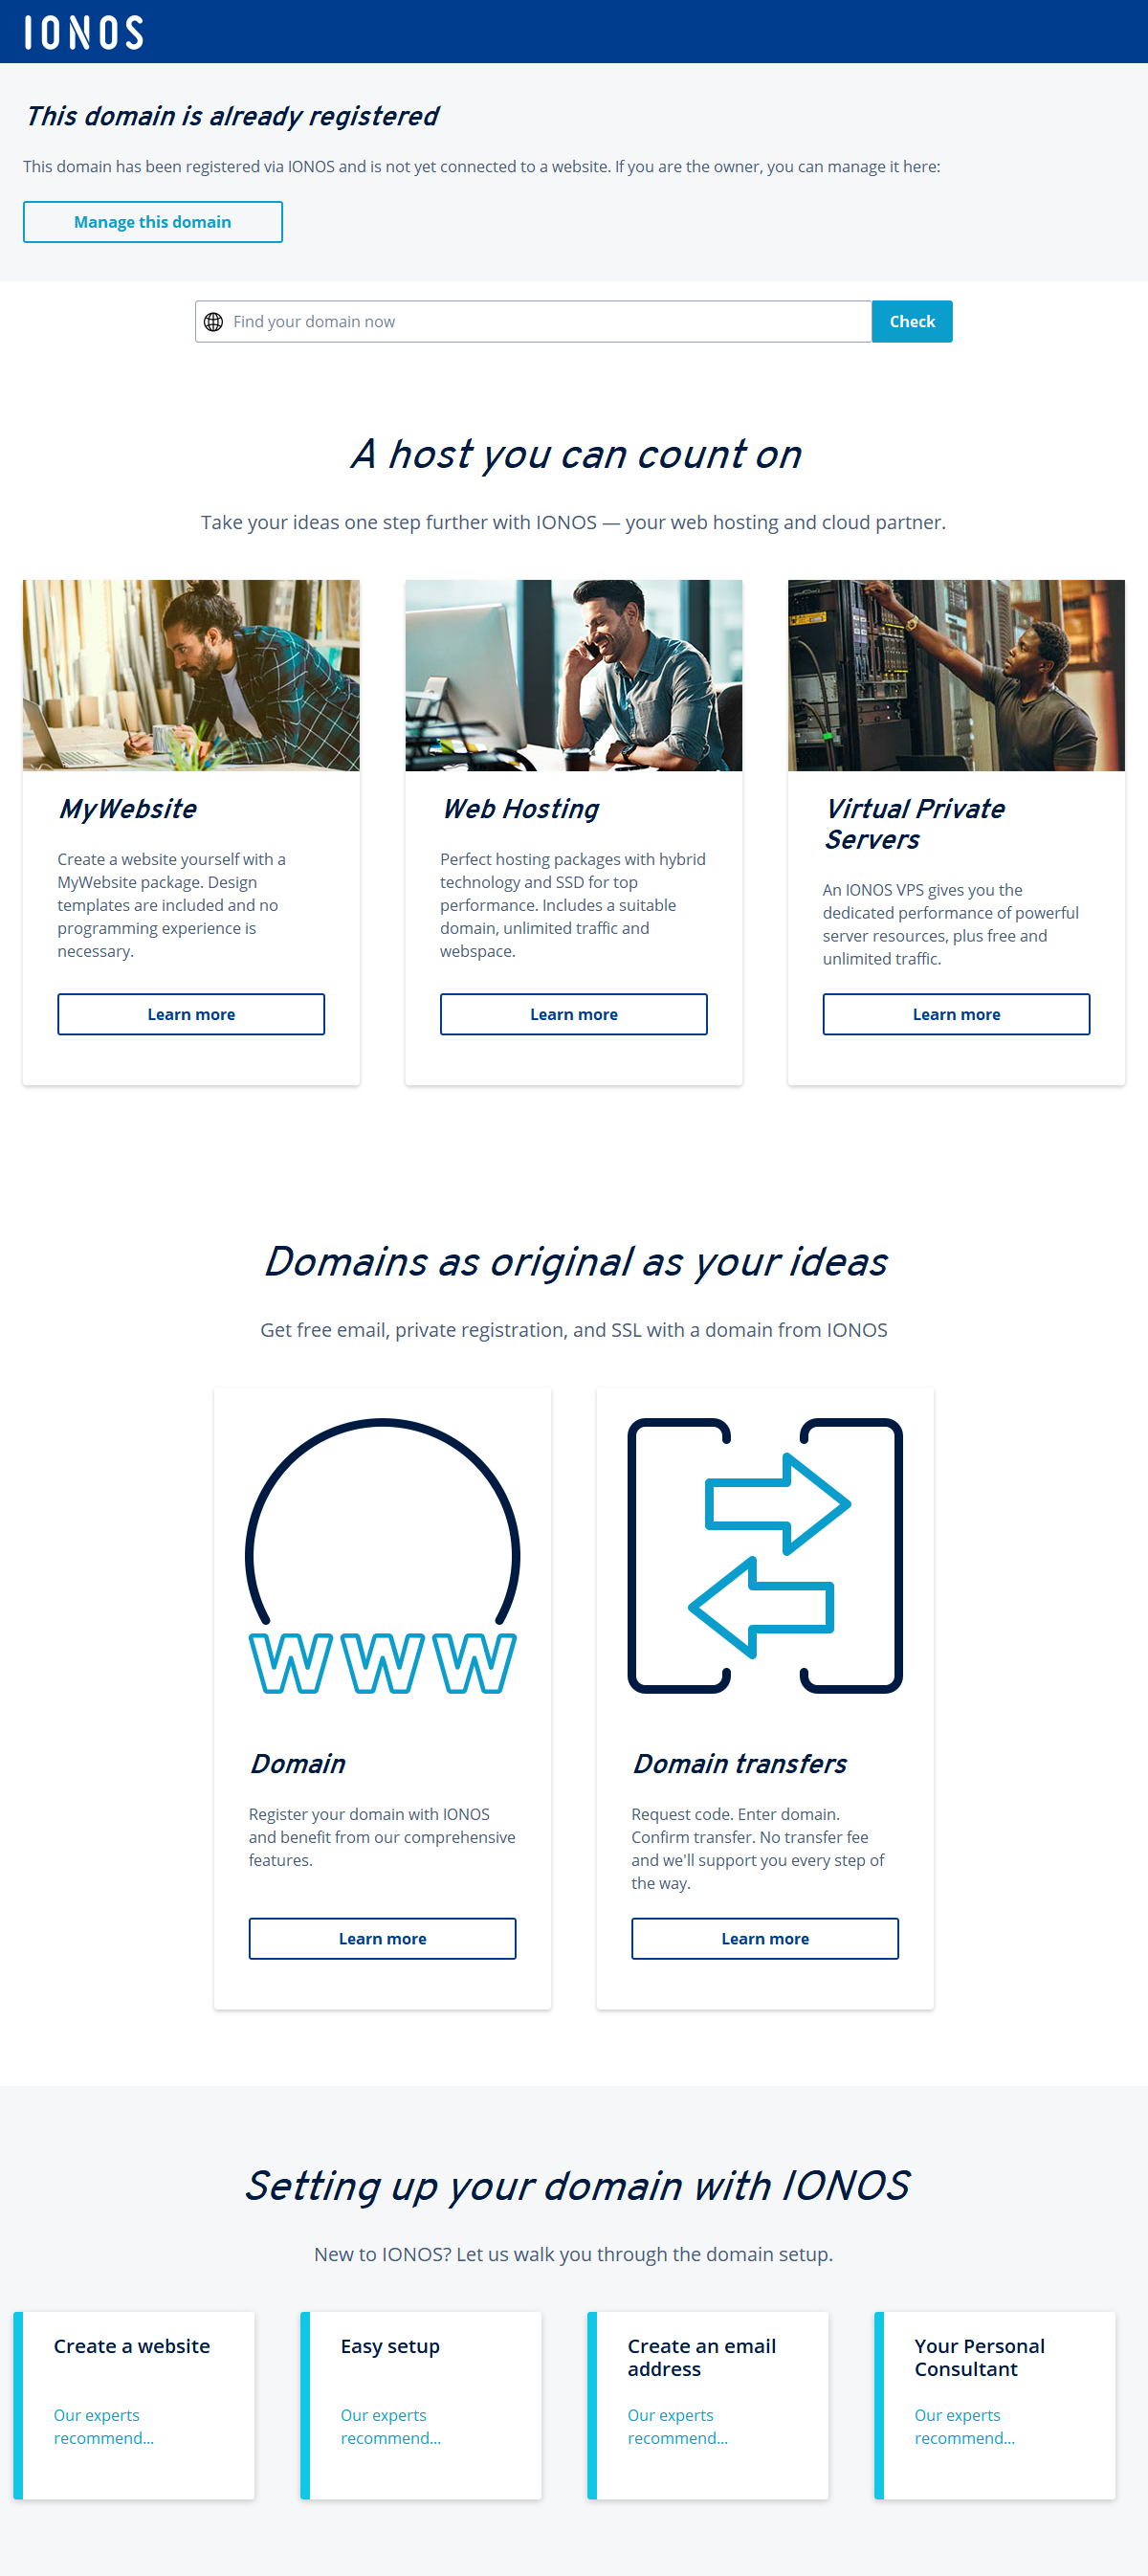 IONOS
This domain is already registered
This domain has been registered via IONOS and is not yet connected to a website. If you are the owner, you can manage it here:
Manage this domain
Find your domain now
Check
A host you can count on
Take your ideas one step further with IONOS — your web hosting and cloud partner.
MyWebsite
Create a website yourself with a
MyWebsite package. Design
templates are included and no
programming experience is
necessary.
Learn more
Web Hosting
Perfect hosting packages with hybrid
technology and SSD for top
performance. Includes a suitable
domain, unlimited traffic and
webspace.
Learn more
Virtual Private
Servers
An IONOS VPS gives you the
dedicated performance of powerful
server resources, plus free and
unlimited traffic.
Learn more
Domains as original as your ideas
Get free email, private registration, and SSL with a domain from IONOS
WWW
Domain
Register your domain with IONOS
and benefit from our comprehensive
features.
Learn more
Domain transfers
Request code. Enter domain.
Confirm transfer. No transfer fee
and we'll support you every step of
the way.
Learn more
Setting up your domain with IONOS
New to IONOS? Let us walk you through the domain setup.
Create a website
Our experts
recommend...
Easy setup
Our experts
recommend...
Create an email
address
Our experts
recommend...
Your Personal
Consultant
Our experts
recommend...